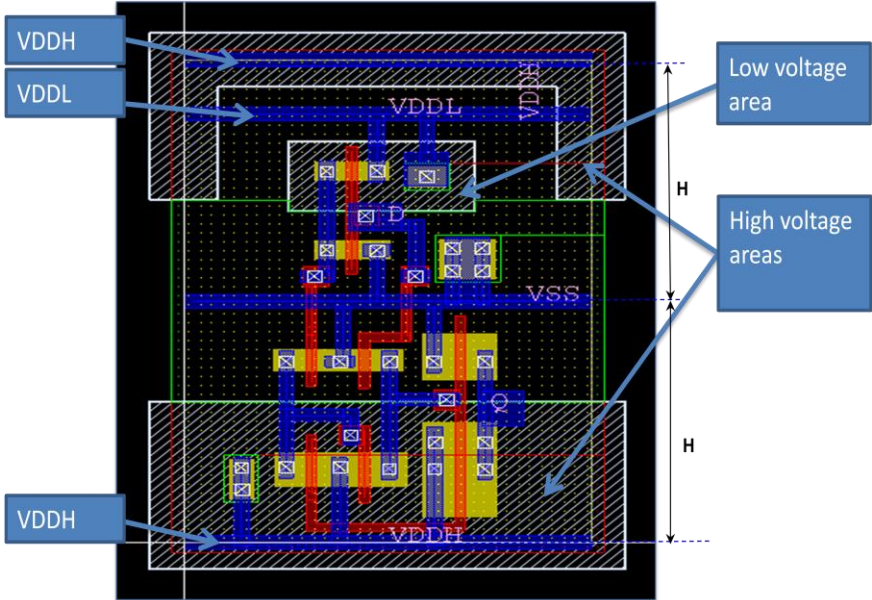 VDDH
VDDL
VDDL
VDDH
Low voltage
area
D
H
High voltage
areas
VSS
Q
H
VDDH
VDDH